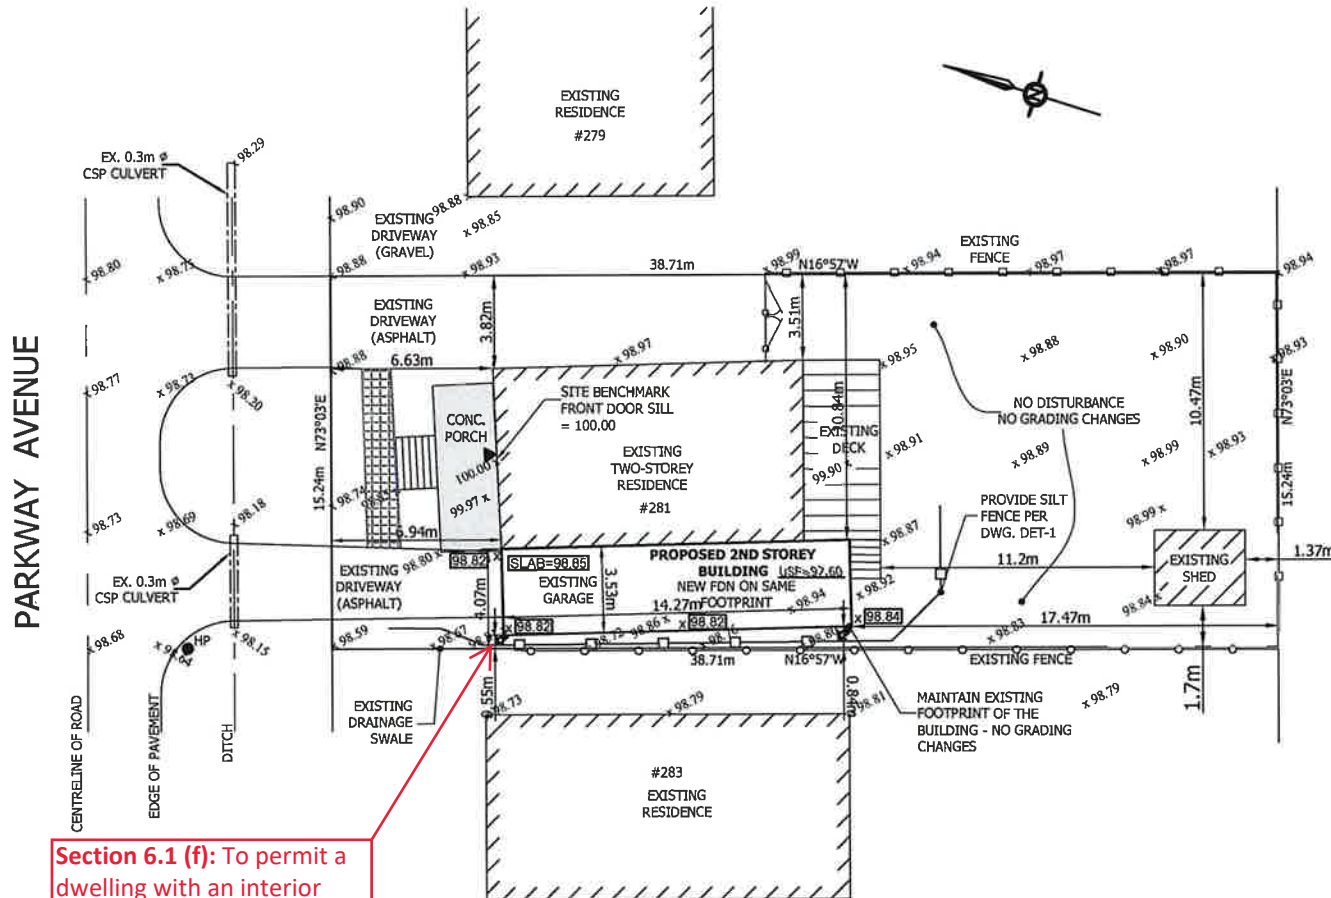 EXISTING
RESIDENCE
#279
N
EX. 0.3m ø
CSP CULVERT
x 98.29
x 98.90
98.88 x
x 98.85
EXISTING
DRIVEWAY
(GRAVEL)
x 98.80
x 98.75
x 98.88
x 98.93
38.71m
x 98.99
N16°57'W
x 98.94
EXISTING
FENCE
x 98.97
x 98.97
x 98.94
EXISTING
DRIVEWAY
(ASPHALT)
3.82m
3.51m
x 98.88
6.63m
x 98.97
x 98.95
x 98.88
x 98.90
x 98.93
PARKWAY AVENUE
x 98.77
x 98.73
x 98.20
CONC.
PORCH
SITE BENCHMARK
FRONT DOOR SILL
= 100.00
NO DISTURBANCE
NO GRADING CHANGES
10.47m
N73°03'E
15.24m
N73°03'E
15.24m
10.84m
EXISTING
DECK
EXISTING
TWO-STOREY
RESIDENCE
#281
100.00 x
99.97 x
99.90 x
x 98.91
x 98.89
x 98.99
x 98.93
x 98.74
x 98.73
x 98.69
x 98.18
6.94m
PROVIDE SILT
FENCE PER
DWG. DET-1
98.99 x
x 98.87
98.80 x
98.82
SLAB=98.85
EXISTING
GARAGE
3.53m
4.07m
PROPOSED 2ND STOREY
BUILDING USF=97.60
NEW FDN ON SAME
FOOTPRINT
14.27m
x 98.94
x 98.92
11.2m
EXISTING
SHED
1.37m
EX. 0.3m ø
CSP CULVERT
EXISTING
DRIVEWAY
(ASPHALT)
x 98.82
98.86 x
x 98.82
x 98.84
98.84 x
17.47m
x 98.68
HP
x 98.15
x 98.59
x 98.67
x 98.72
x 98.83
38.71m
N16°57'W
EXISTING FENCE
EXISTING
DRAINAGE
SWALE
.55m
0.84m
x 98.73
x 98.79
x 98.81
x 98.79
1.7m
MAINTAIN EXISTING
FOOTPRINT OF THE
BUILDING - NO GRADING
CHANGES
CENTRELINE OF ROAD
EDGE OF PAVEMENT
DITCH
#283
EXISTING
RESIDENCE
Section 6.1 (f): To permit a
dwelling with an interior